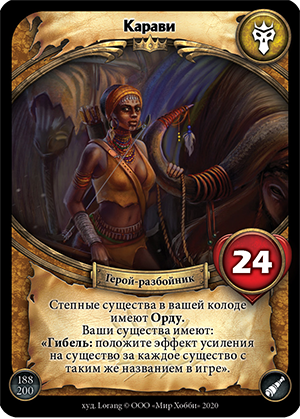 Карави
Герой-разбойник
24
Степные существа в вашей колоде
имеют Орду.
Ваши существа имеют:
«Гибель: положите эффект усиления
на существо за каждое существо с
таким же названием в игре».
188
200
худ. Lorang © ООО «Мир Хобби» 2020